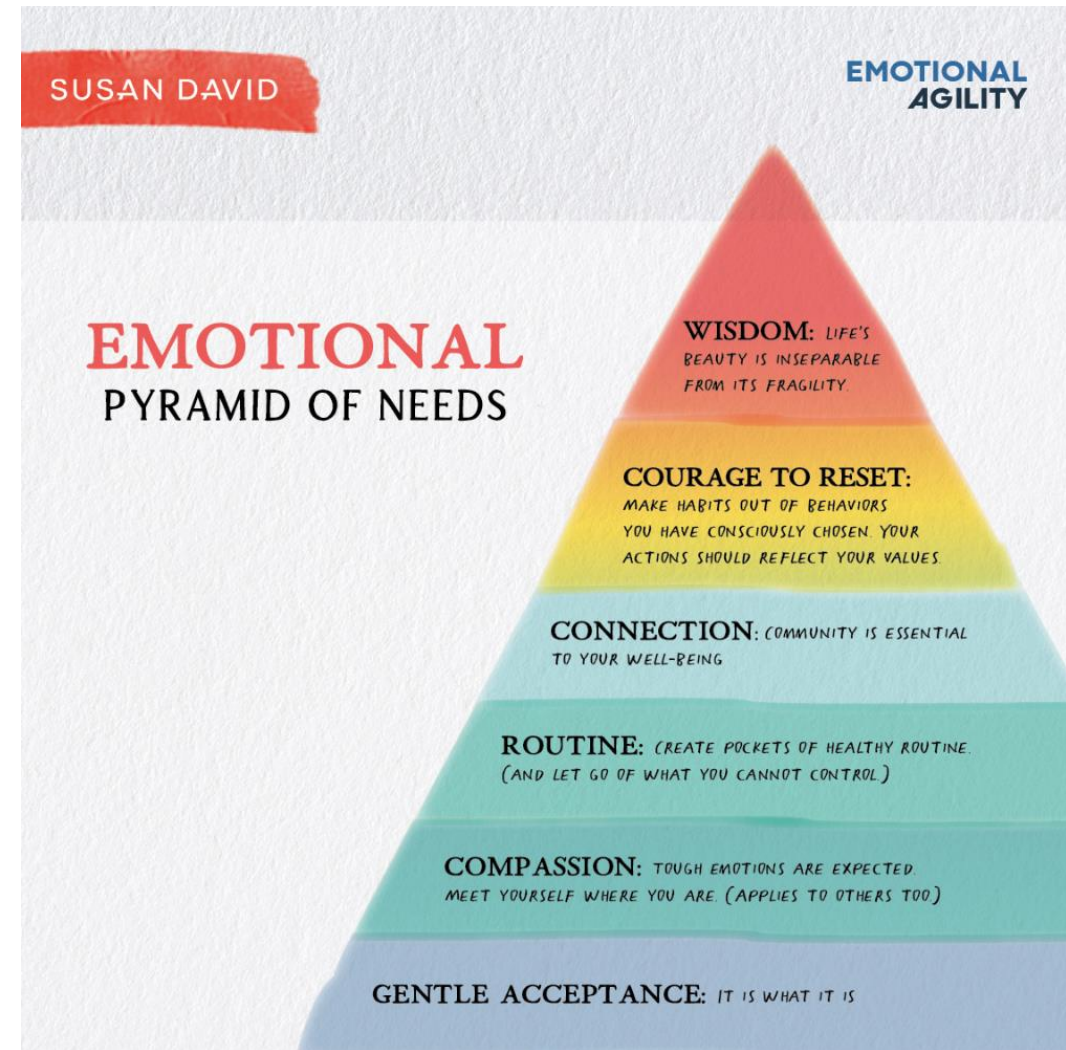 SUSAN DAVID
EMOTIONAL
AGILITY
EMOTIONAL
PYRAMID OF NEEDS
WISDOM: LIFE'S
BEAUTY IS INSEPARABLE
FROM ITS FRAGILITY.
COURAGE TO RESET:
MAKE HABITS OUT OF BEHAVIORS
YOU HAVE CONSCIOUSLY CHOSEN. YOUR
ACTIONS SHOULD REFLECT YOUR VALUES.
CONNECTION: COMMUNITY IS ESSENTIAL
TO YOUR WELL-BEING
ROUTINE: CREATE POCKETS OF HEALTHY ROUTINE.
(AND LET GO OF WHAT YOU CANNOT CONTROL.)
COMPASSION: TOUGH EMOTIONS ARE EXPECTED.
MEET YOURSELF WHERE YOU ARE. (APPLIES TO OTHERS TOO.)
GENTLE ACCEPTANCE: IT IS WHAT IT IS